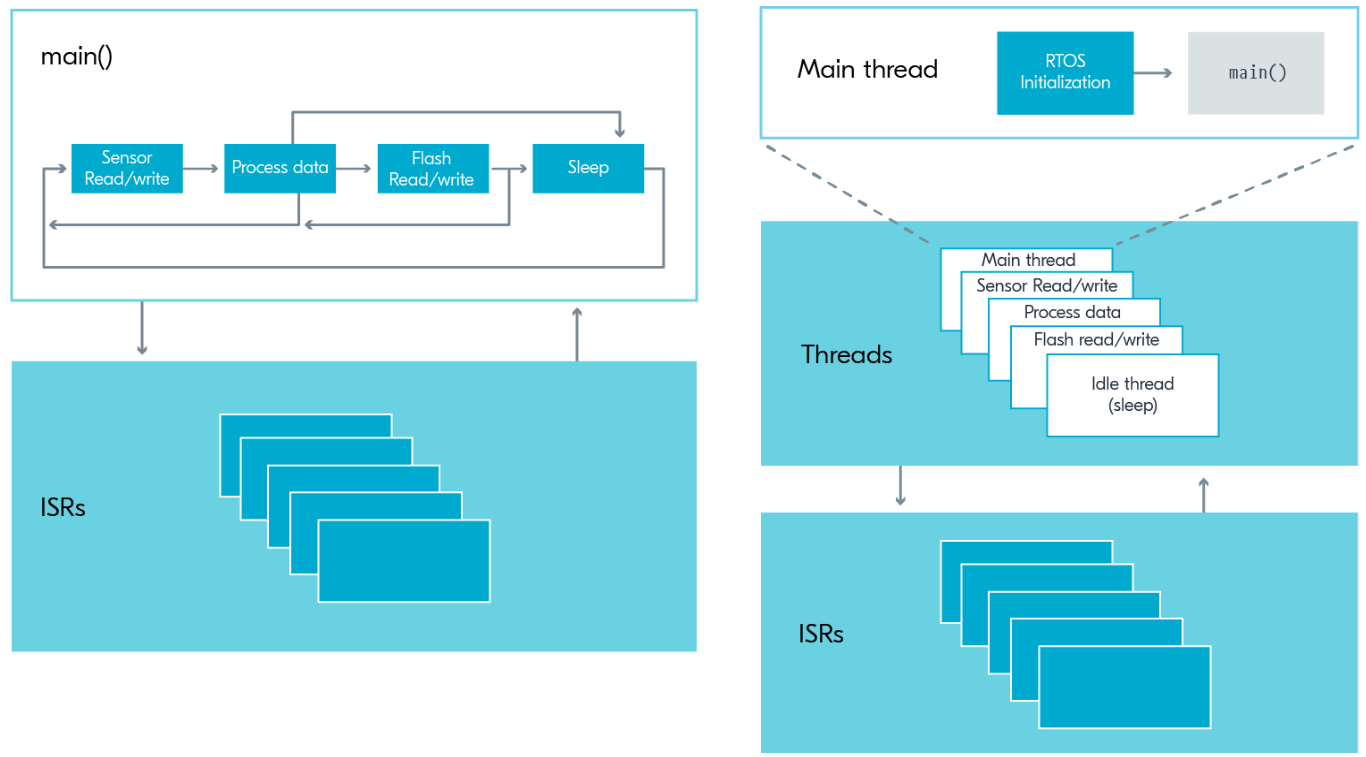 main()
Sensor
Read/write
Process data
Flash
Read/write
Sleep
ISRs
Main thread
RTOS
Initialization
main()
Threads
Main thread
Sensor Read/write
Process data
Flash read/write
Idle thread
(sleep)
ISRs